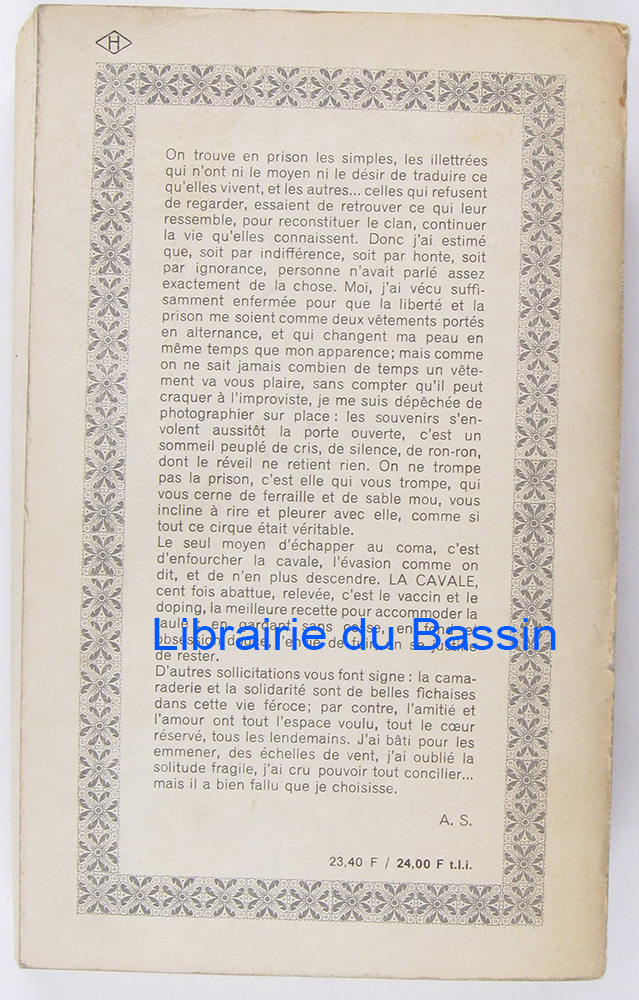 H
On trouve en prison les simples, les illettrées
qui n'ont ni le moyen ni le désir de traduire ce
qu'elles vivent, et les autres... celles qui refusent
de regarder, essaient de retrouver ce qui leur
ressemble, pour reconstituer le clan, continuer
la vie qu'elles connaissent. Donc j'ai estimé
que, soit par indifférence, soit par honte, soit
par ignorance, personne n'avait parlé assez
exactement de la chose. Moi, j'ai vécu suffi-
samment enfermée pour que la liberté et la
prison me soient comme deux vêtements portés
en alternance, et qui changent ma peau en
même temps que mon apparence; mais comme
on ne sait jamais combien de temps un vête-
ment va vous plaire, sans compter qu'il peut
craquer à l'improviste, je me suis dépêchée de
photographier sur place : les souvenirs s'en-
volent aussitôt la porte ouverte, c'est un
sommeil peuplé de cris, de silence, de ron-ron,
dont le réveil ne retient rien. On ne trompe
pas la prison, c'est elle qui vous trompe, qui
vous cerne de ferraille et de sable mou, vous
incline à rire et pleurer avec elle, comme si
tout ce cirque était véritable.
Le seul moyen d'échapper au coma, c'est
d'enfourcher la cavale, l'évasion comme on
dit, et de n'en plus descendre. LA CAVALE,
cent fois abattue, relevée, c'est le vaccin et le
doping, la meilleure recette pour accommoder la
en gardant sans
Librairie du Bassin
de rester.
D'autres sollicitations vous font signe : la cama-
raderie et la solidarité sont de belles fichaises
dans cette vie féroce; par contre, l'amitié et
l'amour ont tout l'espace voulu, tout le cœur
réservé, tous les lendemains. J'ai bâti pour les
emmener, des échelles de vent, j'ai oublié la
solitude fragile, j'ai cru pouvoir tout concilier...
mais il a bien fallu que je choisisse.
A. S.
23,40 F / 24,00 F t.l.i.